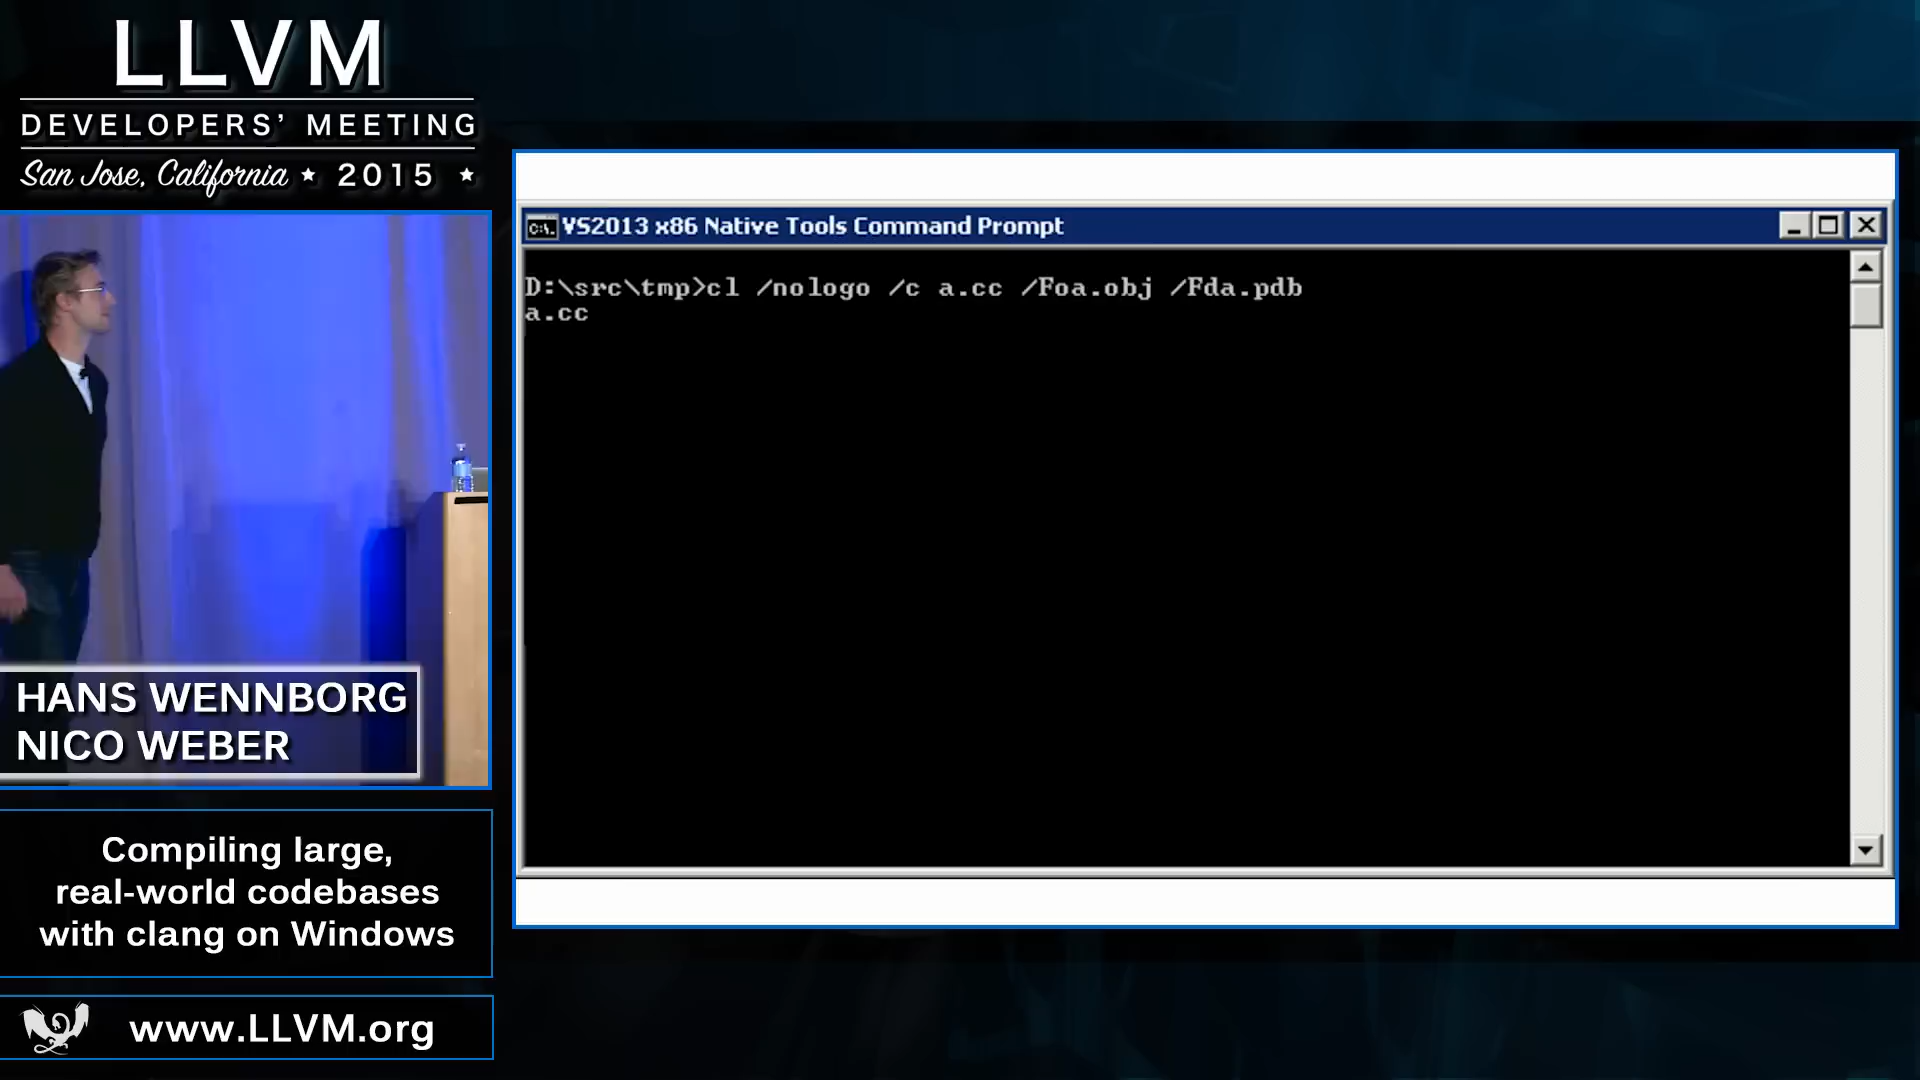 LLVM
DEVELOPERS' MEETING
San Jose, California ★ 2015 ★
VS2013 x86 Native Tools Command Prompt
D:\src\tmp>cl /nologo /c a.cc /Foa.obj /Fda.pdb
a.cc
HANS WENNBORG
NICO WEBER
Compiling large,
real-world codebases
with clang on Windows
www.LLVM.org